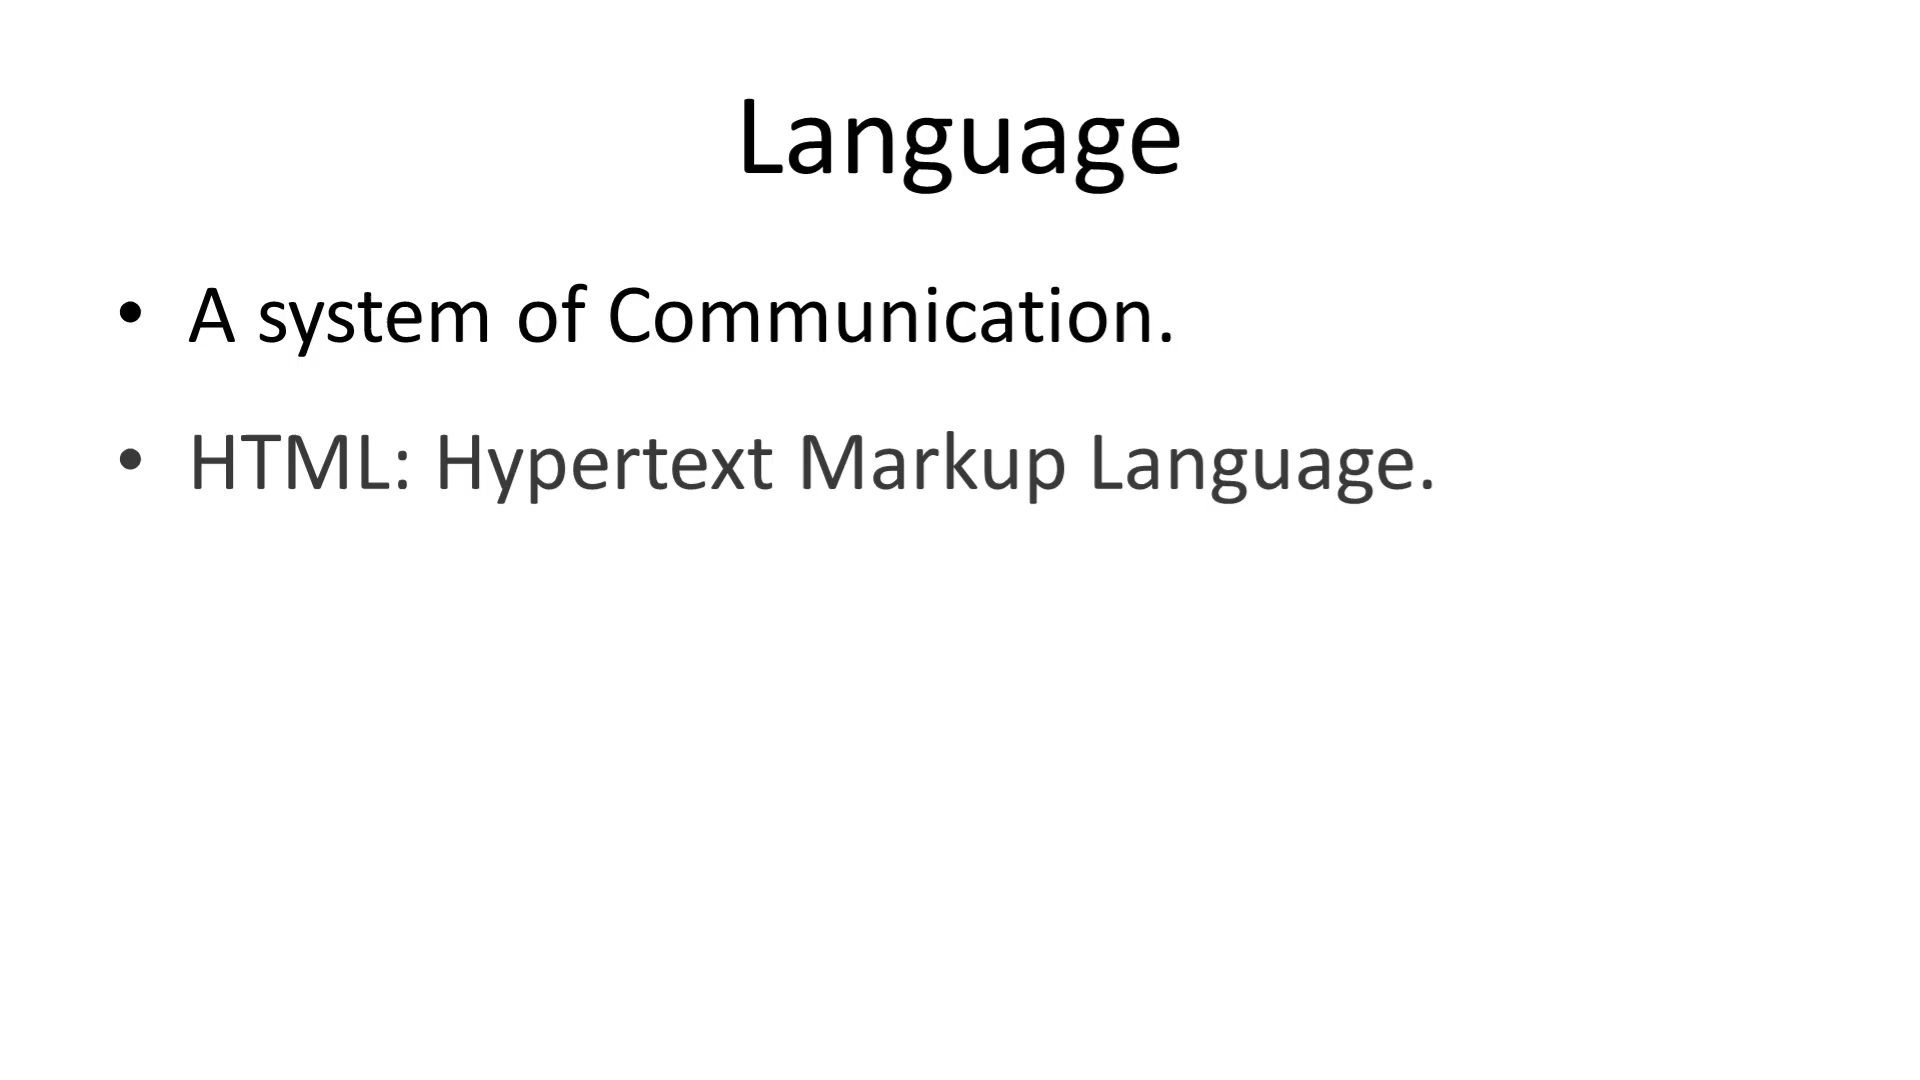 Language
• A system of Communication.
• HTML: Hypertext Markup Language.